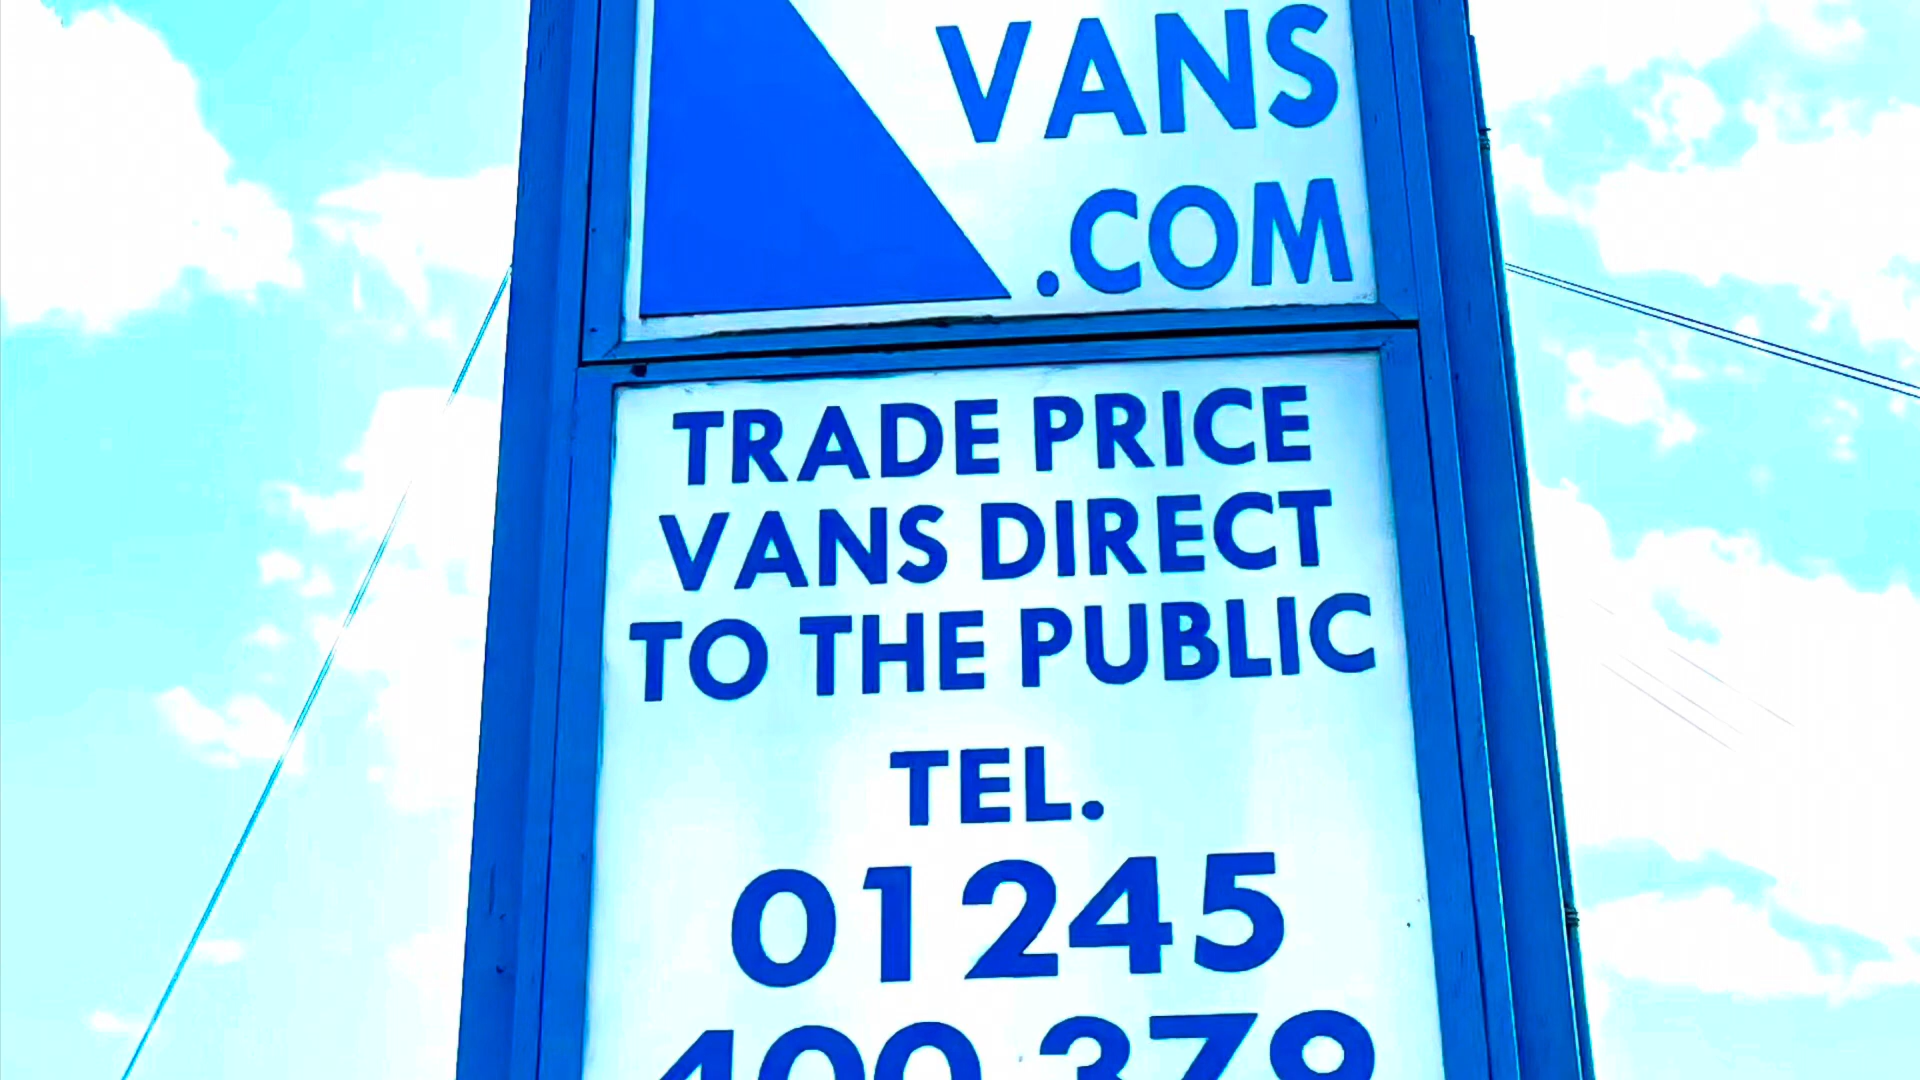 VANS
.COM
TRADE PRICE
VANS DIRECT
TO THE PUBLIC
TEL.
01245